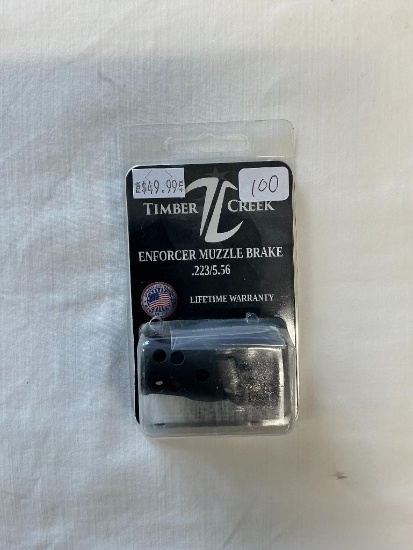 $49.99
100
TIMBER CREEK
ENFORCER MUZZLE BRAKE
.223/5.56
LIFETIME WARRANTY